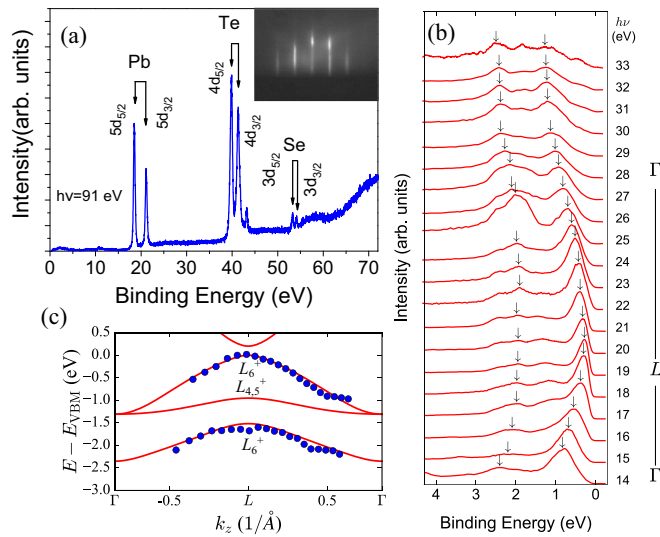 (a)
Pb
5d5/2
5d3/2
Te
4d5/2
4d3/2
Se
3d5/2
3d3/2
hν=91 eV
Intensity(arb. units)
0 10 20 30 40 50 60 70
Binding Energy (eV)
(b)
hν
(eV)
33
32
31
30
29
28 Γ
27
26
25
24
23
22
21
20
19 L
18
17
16
15
14 Γ
Intensity (arb. units)
4 3 2 1 0
Binding Energy (eV)
(c)
0.5
0.0
-0.5
-1.0
-1.5
-2.0
-2.5
-3.0
E − EVBM (eV)
L6+
L4,5+
L6+
Γ -0.5 L 0.5 Γ
kz (1/Å)